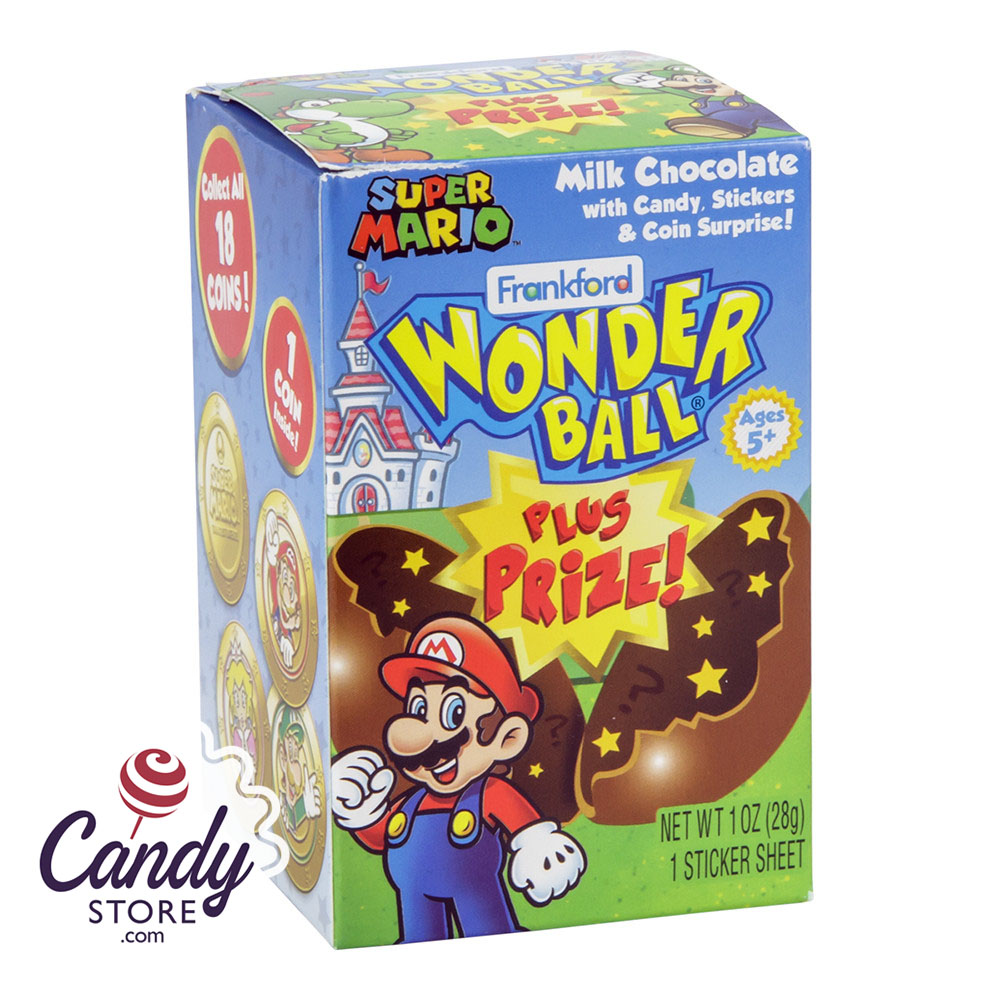 WONDER
BALL
PLUS
PRIZE!
Collect All
18
COINS!
1
COIN
Inside!
SUPER
MARIO
SUPER
MARIO™
Milk Chocolate
with Candy, Stickers
& Coin Surprise!
Frankford
WONDER
BALL®
Ages
5+
PLUS
PRIZE!
M
NET WT 1 OZ (28g)
1 STICKER SHEET
Candy
STORE
.com